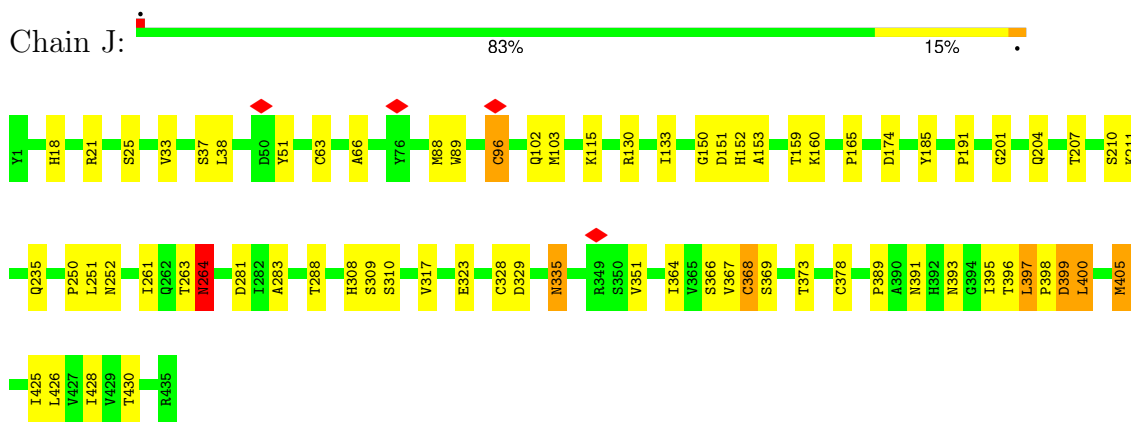 Chain J:
83% 15%
Y1 H18 R21 S25 V33 S37 L38 D50 Y51 C63 A66 Y76 M88 W89 C96 Q102 M103 K115 R130 I133 G150 D151 H152 A153 T159 K160 P165 D174 Y185 P191 G201 Q204 T207 S210 K211
Q235 P250 L251 N252 I261 Q262 T263 N264 D281 I282 A283 T288 H308 S309 S310 V317 E323 C328 D329 N335 R349 S350 V351 I364 V365 S366 V367 C368 S369 T373 C378 P389 A390 N391 H392 N393 G394 I395 T396 L397 P398 D399 L400 M405
I425 L426 V427 I428 V429 T430 R435